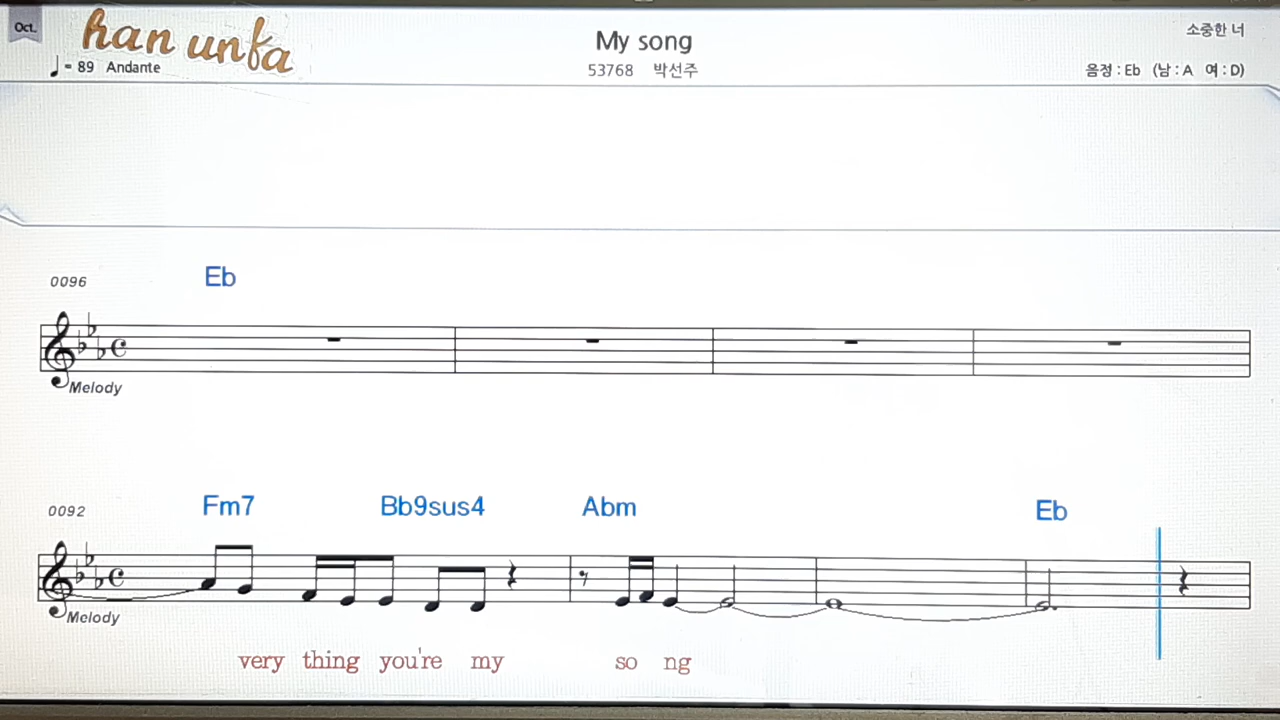 Oct.
han unfa
My song
소중한 너
♩= 89 Andante
53768 박선주
음정 : Eb (남 : A 여 : D)
0096
Eb
Melody
0092
Fm7 Bb9sus4 Abm Eb
Melody
very thing you're my so ng